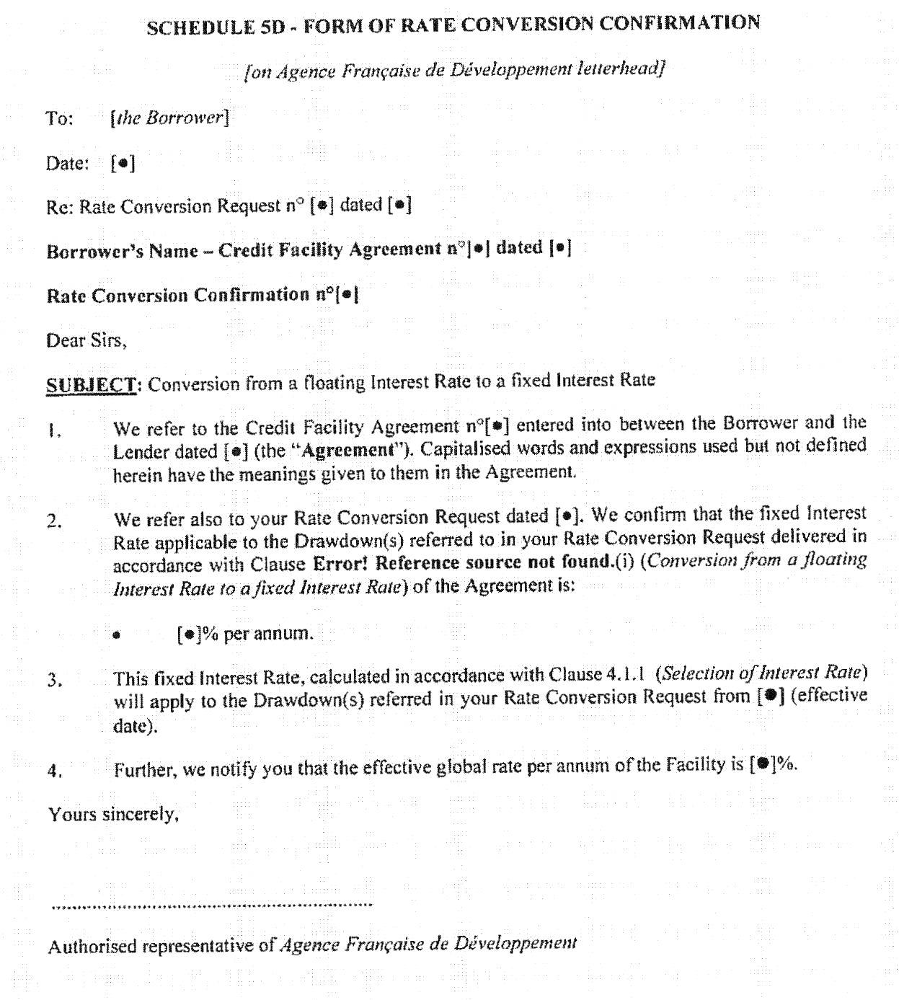 SCHEDULE 5D - FORM OF RATE CONVERSION CONFIRMATION
[on Agence Française de Développement letterhead]
To: [the Borrower]
Date: [●]
Re: Rate Conversion Request n° [●] dated [●]
Borrower's Name – Credit Facility Agreement n°[●] dated [●]
Rate Conversion Confirmation n°[●]
Dear Sirs,
SUBJECT: Conversion from a floating Interest Rate to a fixed Interest Rate
1. We refer to the Credit Facility Agreement n°[●] entered into between the Borrower and the
Lender dated [●] (the “Agreement”). Capitalised words and expressions used but not defined
herein have the meanings given to them in the Agreement.
2. We refer also to your Rate Conversion Request dated [●]. We confirm that the fixed Interest
Rate applicable to the Drawdown(s) referred to in your Rate Conversion Request delivered in
accordance with Clause Error! Reference source not found.(i) (Conversion from a floating
Interest Rate to a fixed Interest Rate) of the Agreement is:
• [●]% per annum.
3. This fixed Interest Rate, calculated in accordance with Clause 4.1.1 (Selection of Interest Rate)
will apply to the Drawdown(s) referred in your Rate Conversion Request from [●] (effective
date).
4. Further, we notify you that the effective global rate per annum of the Facility is [●]%.
Yours sincerely,
................................................................
Authorised representative of Agence Française de Développement